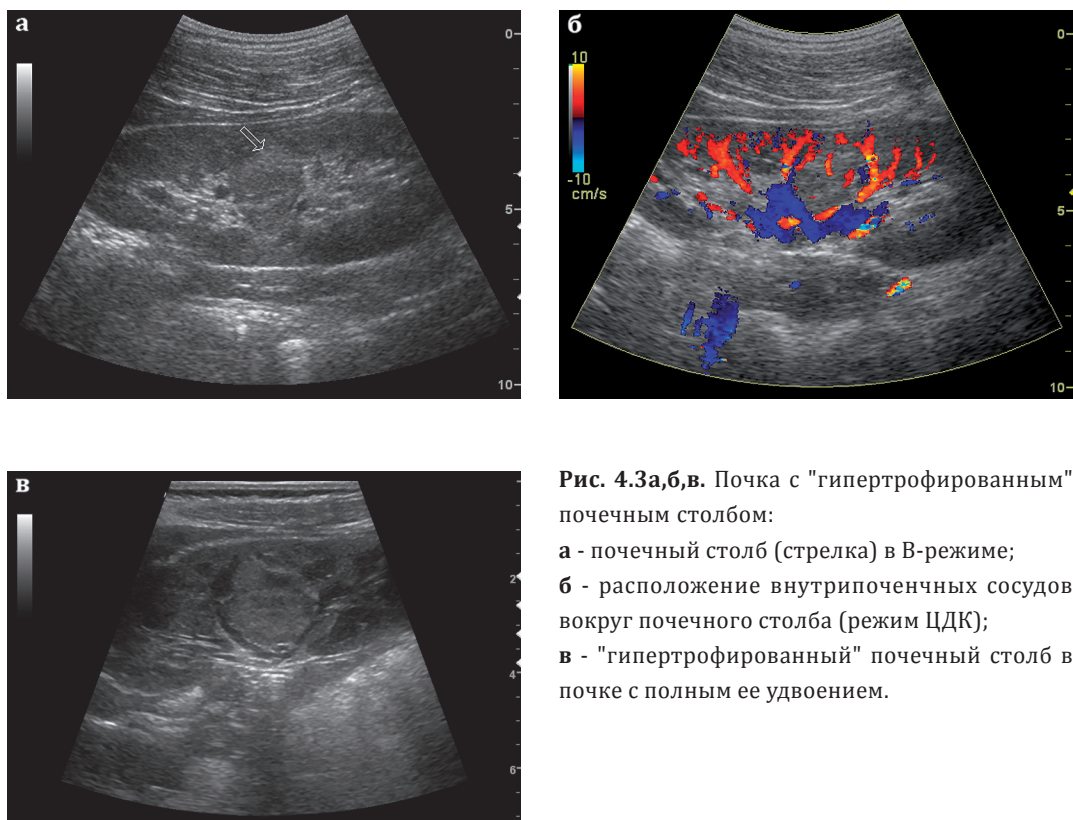 а
0
5
10
б
10
-10
cm/s
0
5
10
в
2
4
6
Рис. 4.3а,б,в. Почка с "гипертрофированным"
почечным столбом:
а - почечный столб (стрелка) в В-режиме;
б - расположение внутрипоченчных сосудов
вокруг почечного столба (режим ЦДК);
в - "гипертрофированный" почечный столб в
почке с полным ее удвоением.